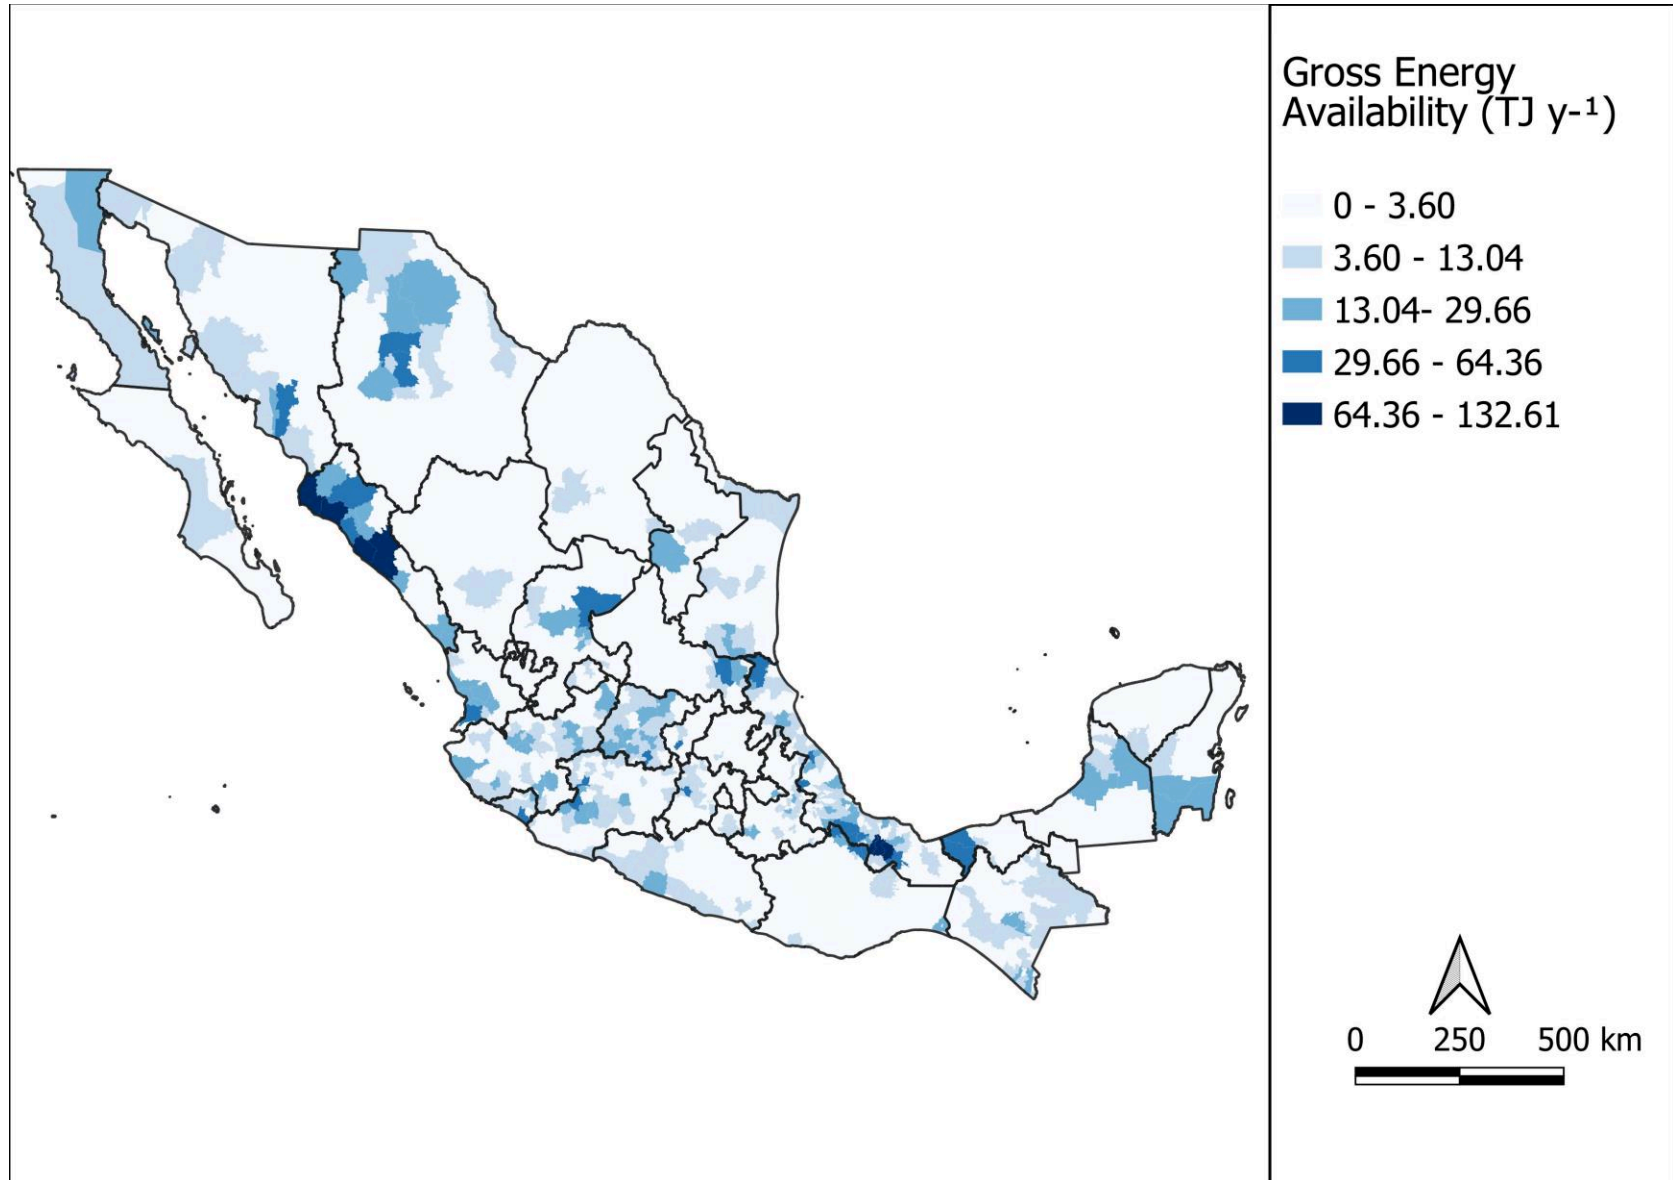 Gross Energy
Availability (TJ y-¹)
0 - 3.60
3.60 - 13.04
13.04- 29.66
29.66 - 64.36
64.36 - 132.61
0 250 500 km